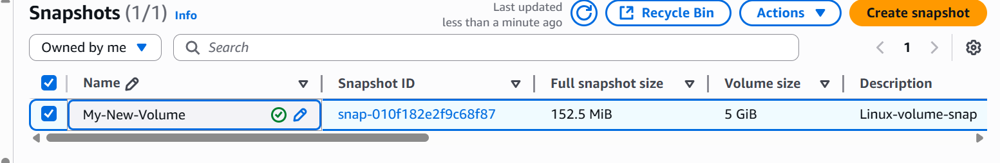 Snapshots (1/1) Info
Last updated
less than a minute ago
Recycle Bin
Actions
Create snapshot
Owned by me
Search
1
Name
Snapshot ID
Full snapshot size
Volume size
Description
My-New-Volume
snap-010f182e2f9c68f87
152.5 MiB
5 GiB
Linux-volume-snap